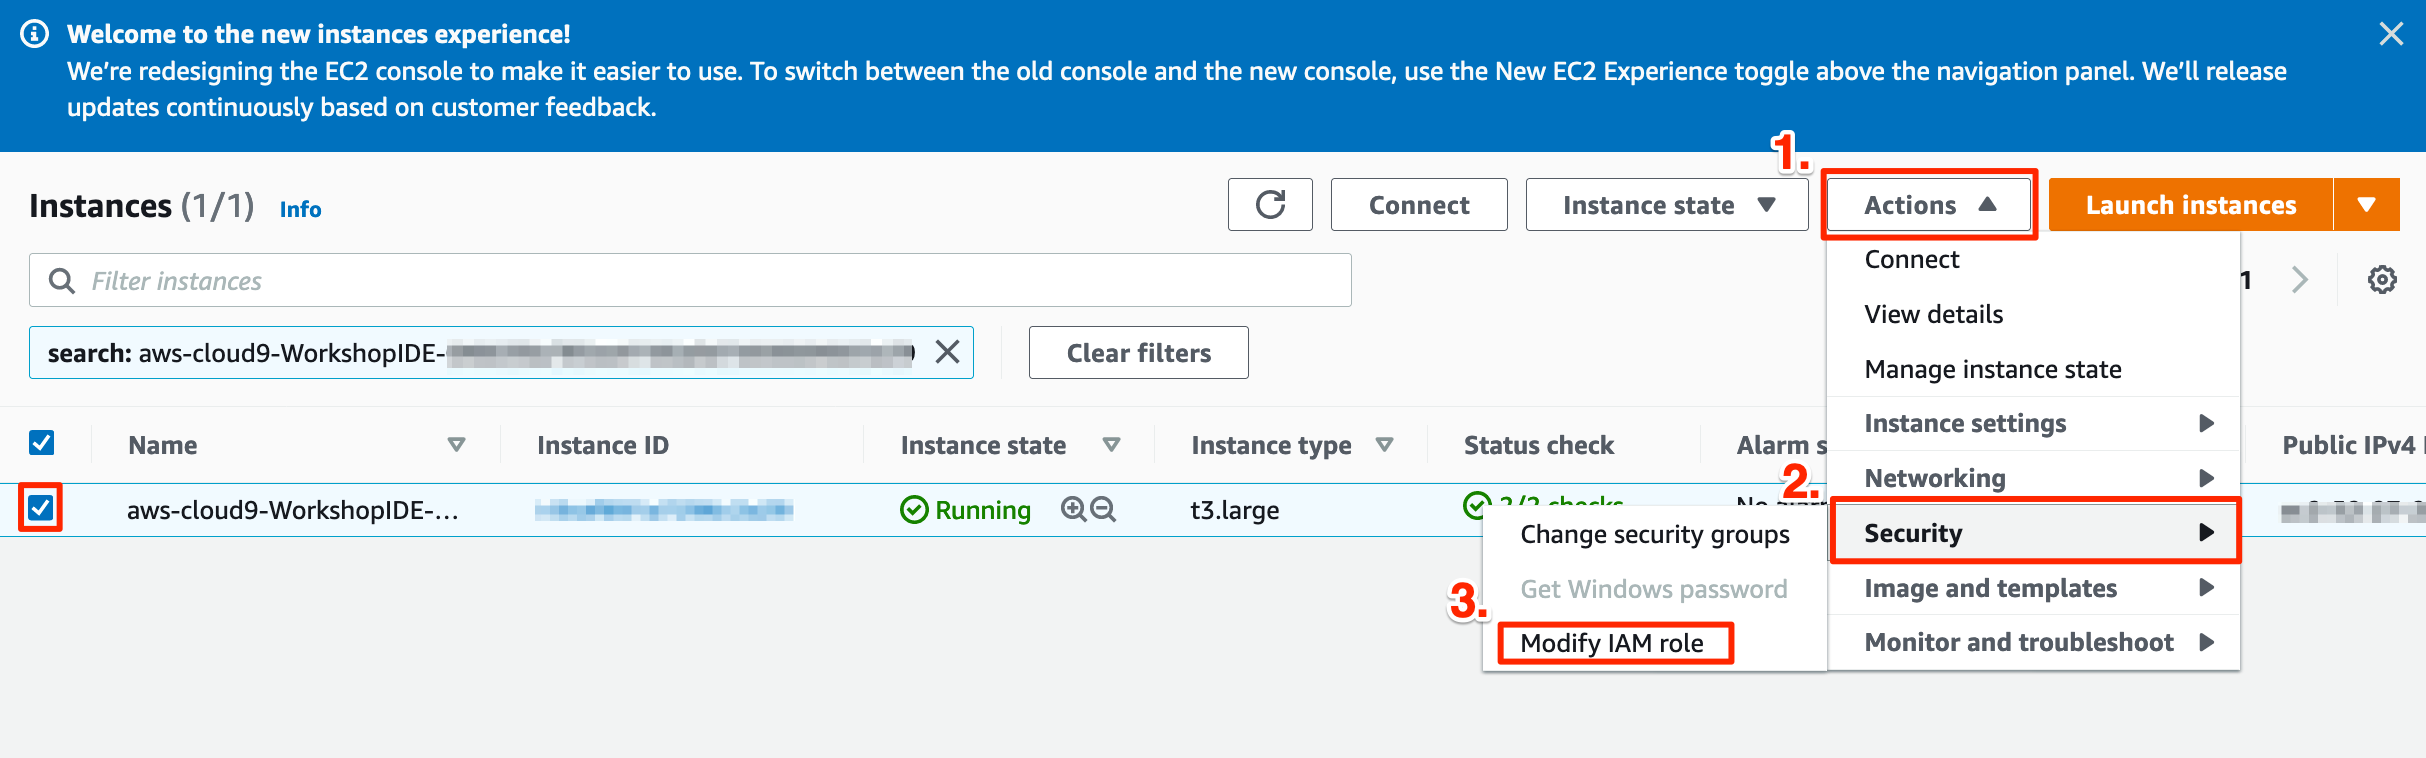 Welcome to the new instances experience!
We're redesigning the EC2 console to make it easier to use. To switch between the old console and the new console, use the New EC2 Experience toggle above the navigation panel. We'll release
updates continuously based on customer feedback.
1.
Instances (1/1) Info
Connect
Instance state
Actions
Launch instances
Filter instances
Connect
1
View details
search: aws-cloud9-WorkshopIDE-
Clear filters
Manage instance state
Instance settings
Name
Instance ID
Instance state
Instance type
Status check
Alarm s
Public IPv4
2.
Networking
aws-cloud9-WorkshopIDE-...
Running
t3.large
2/2 checks
No alarm
Security
Change security groups
Get Windows password
Image and templates
3.
Modify IAM role
Monitor and troubleshoot